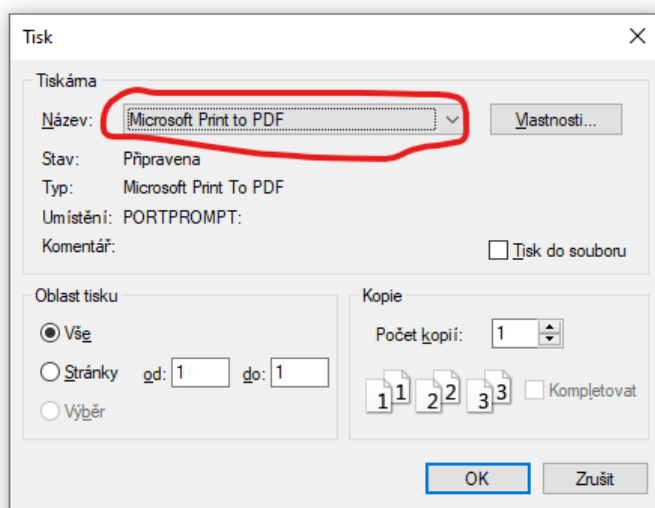 Tisk
Tiskárna
Název: Microsoft Print to PDF Vlastnosti...
Stav: Připravena
Typ: Microsoft Print To PDF
Umístění: PORTPROMPT:
Komentář:
Tisk do souboru
Oblast tisku
Vše
Stránky od: 1 do: 1
Výběr
Kopie
Počet kopií: 1
1 1 2 2 3 3 Kompletovat
OK Zrušit